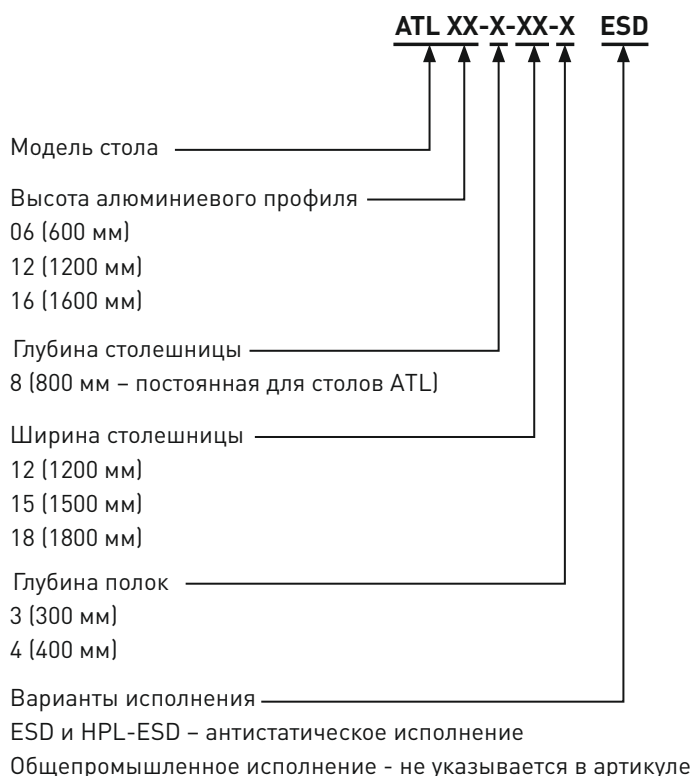 ATL XX-X-XX-X ESD
Модель стола
Высота алюминиевого профиля
06 (600 мм)
12 (1200 мм)
16 (1600 мм)
Глубина столешницы
8 (800 мм – постоянная для столов ATL)
Ширина столешницы
12 (1200 мм)
15 (1500 мм)
18 (1800 мм)
Глубина полок
3 (300 мм)
4 (400 мм)
Варианты исполнения
ESD и HPL-ESD – антистатическое исполнение
Общепромышленное исполнение - не указывается в артикуле